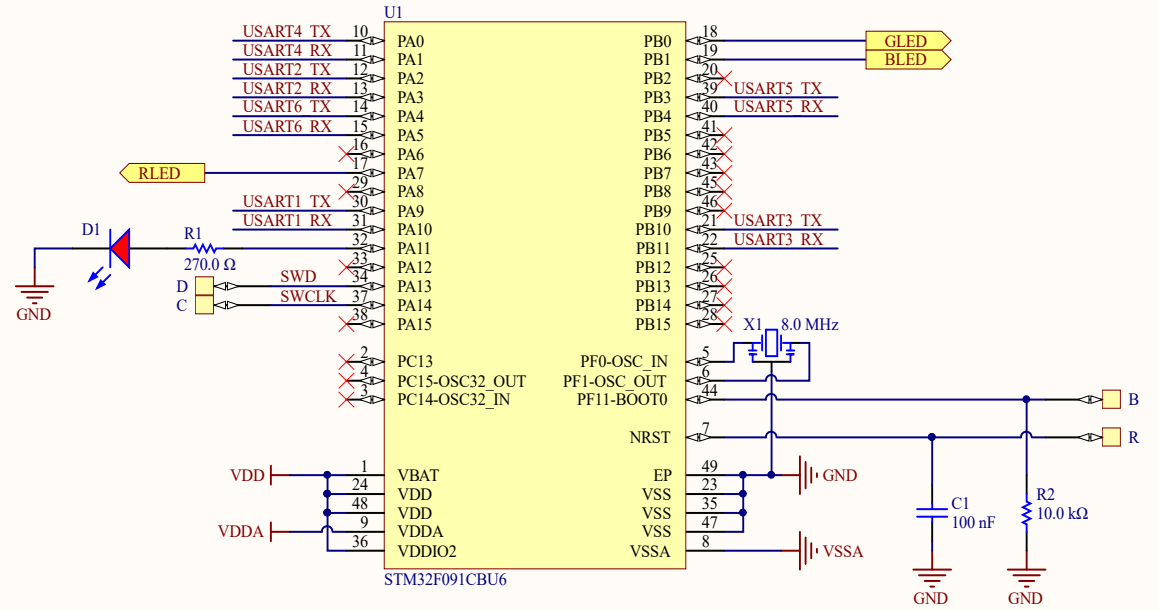 U1
USART4_TX 10 PA0 PB0 18 GLED
USART4_RX 11 PA1 PB1 19 BLED
USART2_TX 12 PA2 PB2 20
USART2_RX 13 PA3 PB3 39 USART5_TX
USART6_TX 14 PA4 PB4 40 USART5_RX
USART6_RX 15 PA5 PB5 41
16 PA6 PB6 42
RLED 17 PA7 PB7 43
29 PA8 PB8 45
USART1_TX 30 PA9 PB9 46
USART1_RX 31 PA10 PB10 21 USART3_TX
D1 R1 32 PA11 PB11 22 USART3_RX
270.0 Ω 33 PA12 PB12 25
D SWD 34 PA13 PB13 26
C SWCLK 37 PA14 PB14 27
GND 38 PA15 PB15 28
X1 8.0 MHz
2 PC13 PF0-OSC_IN 5
4 PC15-OSC32_OUT PF1-OSC_OUT 6
3 PC14-OSC32_IN PF11-BOOT0 44 B
NRST 7 R
VDD 1 VBAT EP 49 GND
24 VDD VSS 23
48 VDD VSS 35
VDDA 9 VDDA VSS 47
36 VDDIO2 VSSA 8 VSSA
C1
100 nF
R2
10.0 kΩ
STM32F091CBU6
GND GND